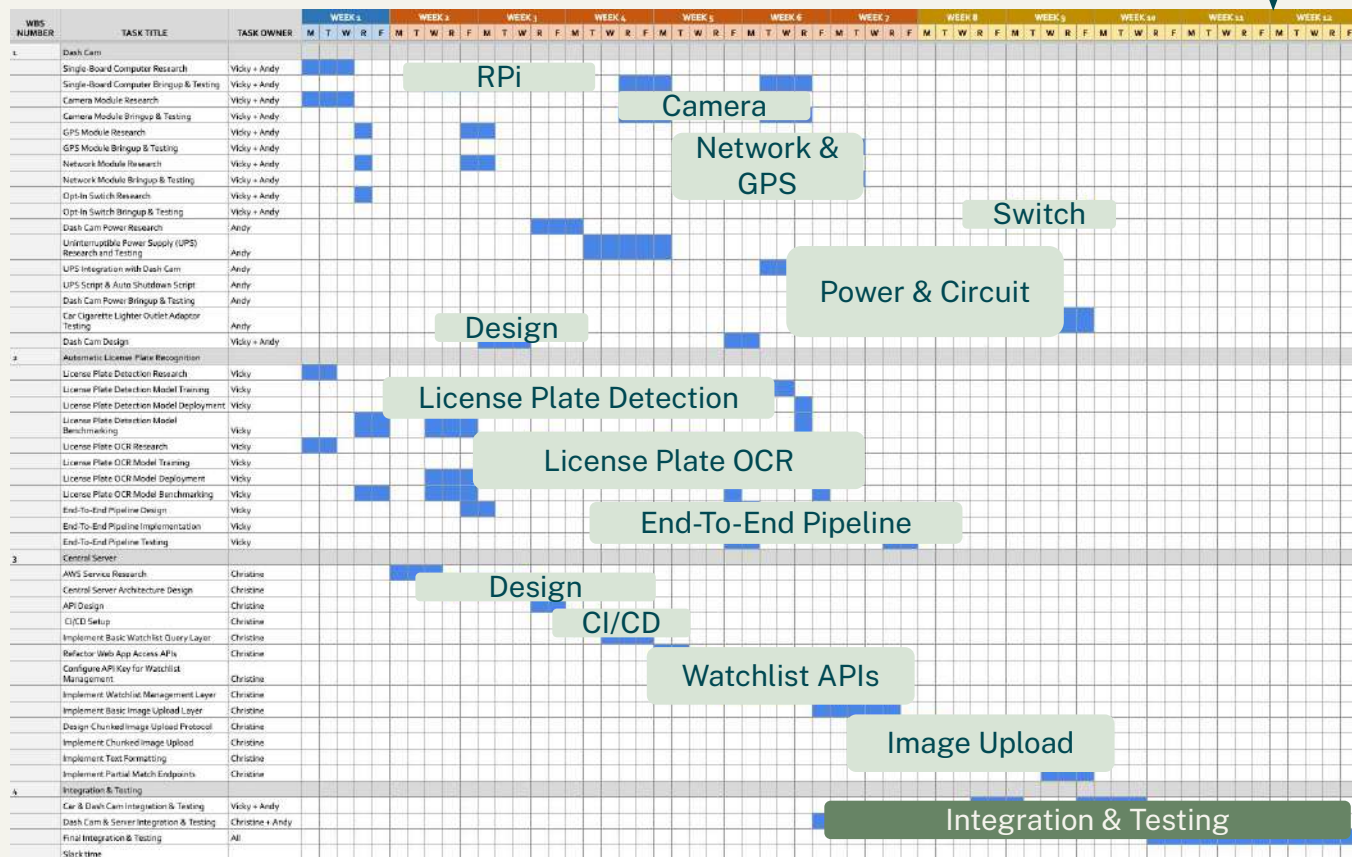 WEEK 1 WEEK 2 WEEK 3 WEEK 4 WEEK 5 WEEK 6 WEEK 7 WEEK 8 WEEK 9 WEEK 10 WEEK 11 WEEK 12
WBS NUMBER TASK TITLE TASK OWNER M T W R F M T W R F M T W R F M T W R F M T W R F M T W R F M T W R F M T W R F M T W R F M T W R F M T W R F M T W R F
1 Dash Cam
Single-Board Computer Research Vicky + Andy
RPi
Single-Board Computer Bringup & Testing Vicky + Andy
Camera Module Research Vicky + Andy
Camera
Camera Module Bringup & Testing Vicky + Andy
GPS Module Research Vicky + Andy
GPS Module Bringup & Testing Vicky + Andy
Network &
GPS
Network Module Research Vicky + Andy
Network Module Bringup & Testing Vicky + Andy
Opt-In Switch Research Vicky + Andy
Opt-In Switch Bringup & Testing Vicky + Andy
Switch
Dash Cam Power Research Andy
Uninterruptible Power Supply (UPS)
Research and Testing Andy
UPS Integration with Dash Cam Andy
UPS Script & Auto Shutdown Script Andy
Power & Circuit
Dash Cam Power Bringup & Testing Andy
Car Cigarette Lighter Outlet Adaptor
Testing Andy
Design
Dash Cam Design Vicky + Andy
2 Automatic License Plate Recognition
License Plate Detection Research Vicky
License Plate Detection Model Training Vicky
License Plate Detection
License Plate Detection Model Deployment Vicky
License Plate Detection Model
Benchmarking Vicky
License Plate OCR Research Vicky
License Plate OCR Model Training Vicky
License Plate OCR
License Plate OCR Model Deployment Vicky
License Plate OCR Model Benchmarking Vicky
End-To-End Pipeline Design Vicky
End-To-End Pipeline Implementation Vicky
End-To-End Pipeline
End-To-End Pipeline Testing Vicky
3 Central Server
AWS Service Research Christine
Central Server Architecture Design Christine
Design
API Design Christine
CI/CD Setup Christine
CI/CD
Implement Basic Watchlist Query Layer Christine
Refactor Web App Access APIs Christine
Configure API Key for Watchlist
Management Christine
Watchlist APIs
Implement Watchlist Management Layer Christine
Implement Basic Image Upload Layer Christine
Design Chunked Image Upload Protocol Christine
Implement Chunked Image Upload Christine
Image Upload
Implement Text Formatting Christine
Implement Partial Match Endpoints Christine
4 Integration & Testing
Car & Dash Cam Integration & Testing Vicky + Andy
Dash Cam & Server Integration & Testing Christine + Andy
Integration & Testing
Final Integration & Testing All
Slack time